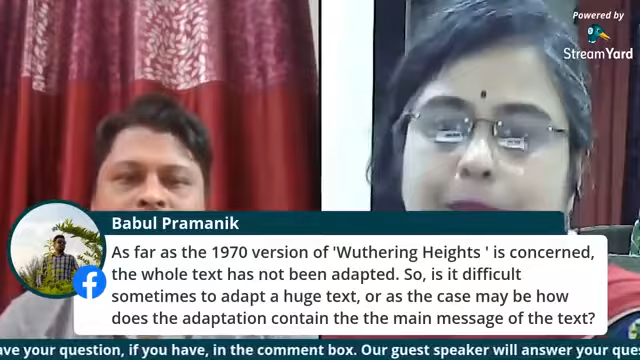 Powered by
StreamYard
Babul Pramanik
As far as the 1970 version of 'Wuthering Heights ' is concerned,
the whole text has not been adapted. So, is it difficult
sometimes to adapt a huge text, or as the case may be how
does the adaptation contain the the main message of the text?
ave your question, if you have, in the comment box. Our guest speaker will answer your qu